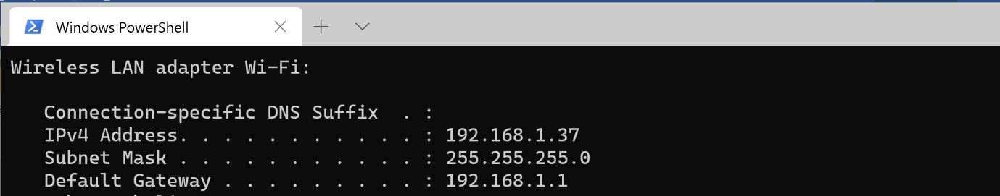 Windows PowerShell
Wireless LAN adapter Wi-Fi:
Connection-specific DNS Suffix  . :
IPv4 Address. . . . . . . . . . . : 192.168.1.37
Subnet Mask . . . . . . . . . . . : 255.255.255.0
Default Gateway . . . . . . . . . : 192.168.1.1